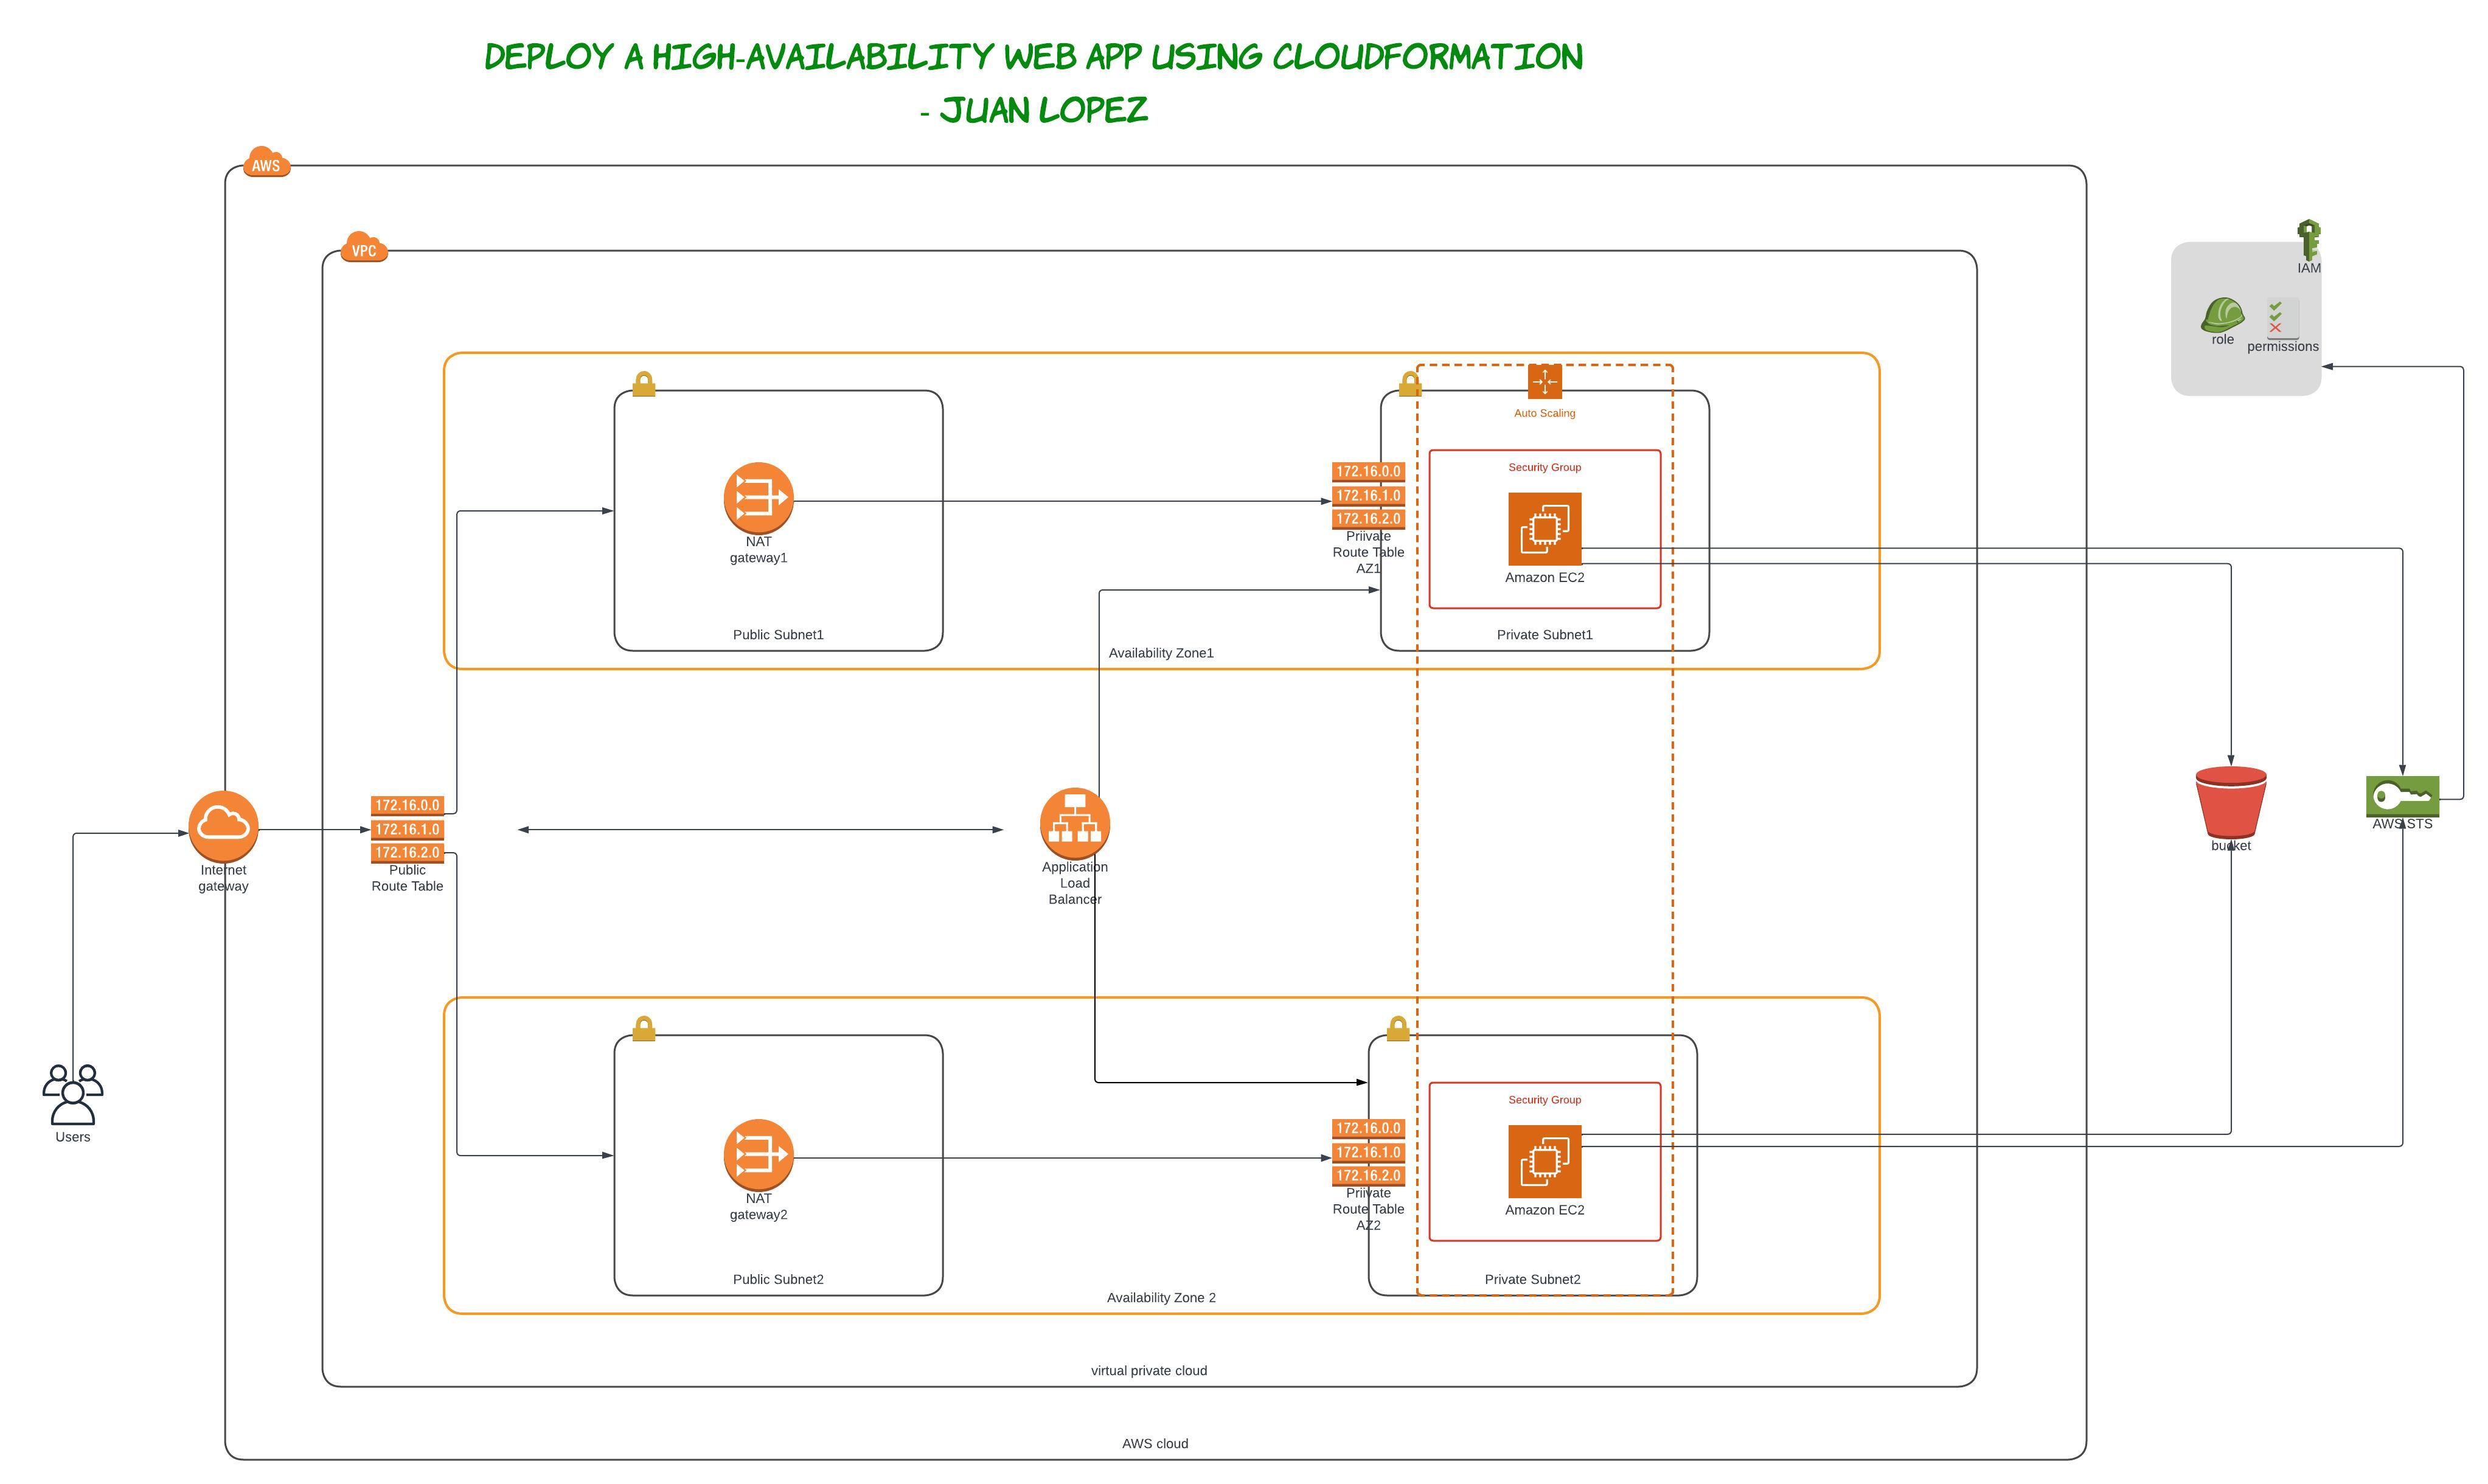 DEPLOY A HIGH-AVAILABILITY WEB APP USING CLOUDFORMATION
- JUAN LOPEZ
AWS
VPC
IAM
role
permissions
Auto Scaling
172.16.0.0
172.16.1.0
172.16.2.0
Priivate
Route Table
AZ1
Security Group
Amazon EC2
NAT
gateway1
Public Subnet1
Private Subnet1
Availability Zone1
Internet
gateway
172.16.0.0
172.16.1.0
172.16.2.0
Public
Route Table
Application
Load
Balancer
bucket
AWS STS
Users
NAT
gateway2
172.16.0.0
172.16.1.0
172.16.2.0
Priivate
Route Table
AZ2
Security Group
Amazon EC2
Public Subnet2
Private Subnet2
Availability Zone 2
virtual private cloud
AWS cloud